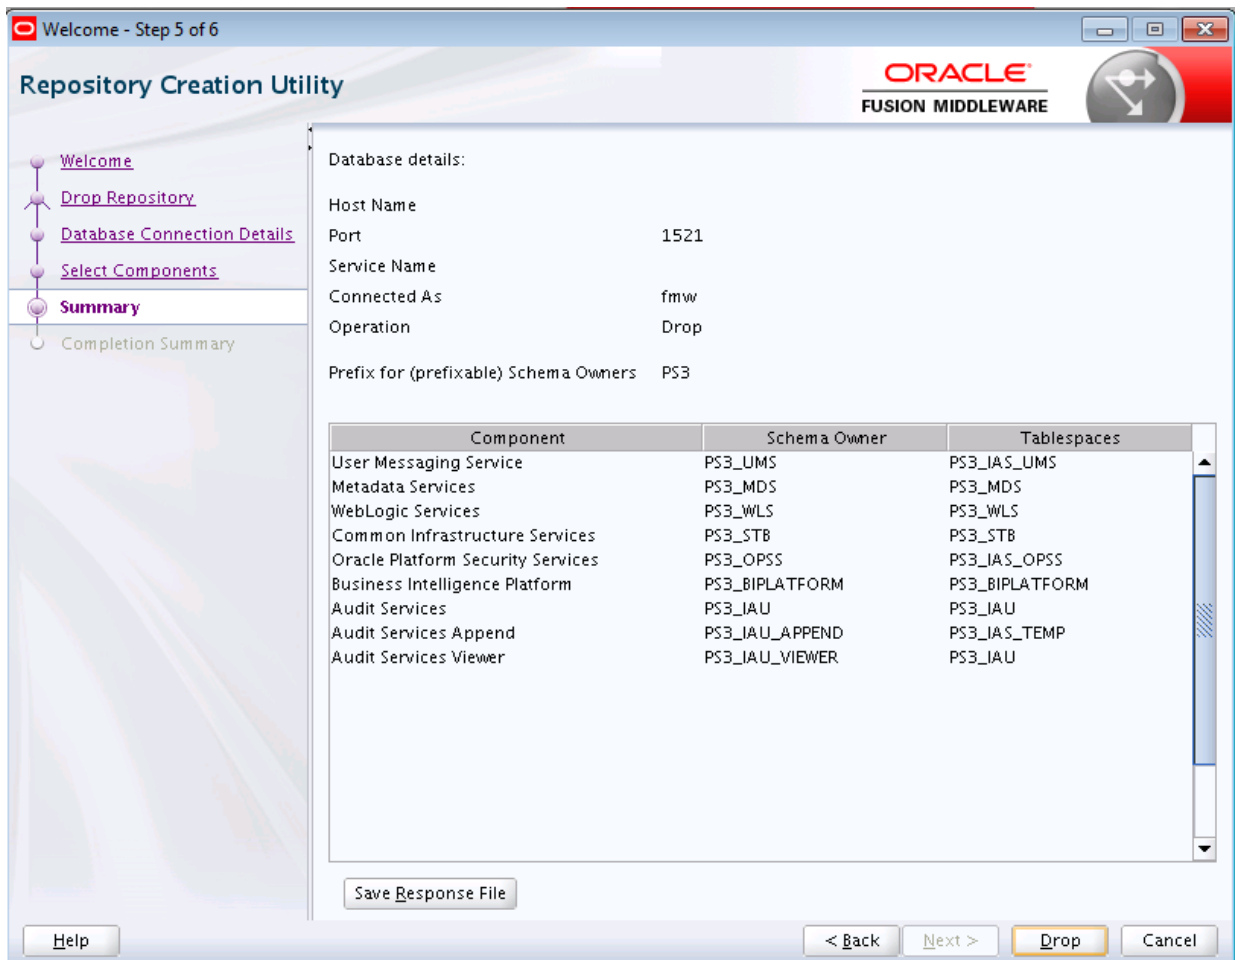 Welcome - Step 5 of 6
Repository Creation Utility
ORACLE
FUSION MIDDLEWARE
Welcome
Drop Repository
Database Connection Details
Select Components
Summary
Completion Summary
Database details:
Host Name
Port 1521
Service Name
Connected As fmw
Operation Drop
Prefix for (prefixable) Schema Owners PS3
Component Schema Owner Tablespaces
User Messaging Service PS3_UMS PS3_IAS_UMS
Metadata Services PS3_MDS PS3_MDS
WebLogic Services PS3_WLS PS3_WLS
Common Infrastructure Services PS3_STB PS3_STB
Oracle Platform Security Services PS3_OPSS PS3_IAS_OPSS
Business Intelligence Platform PS3_BIPLATFORM PS3_BIPLATFORM
Audit Services PS3_IAU PS3_IAU
Audit Services Append PS3_IAU_APPEND PS3_IAS_TEMP
Audit Services Viewer PS3_IAU_VIEWER PS3_IAU
Save Response File
Help < Back Next > Drop Cancel